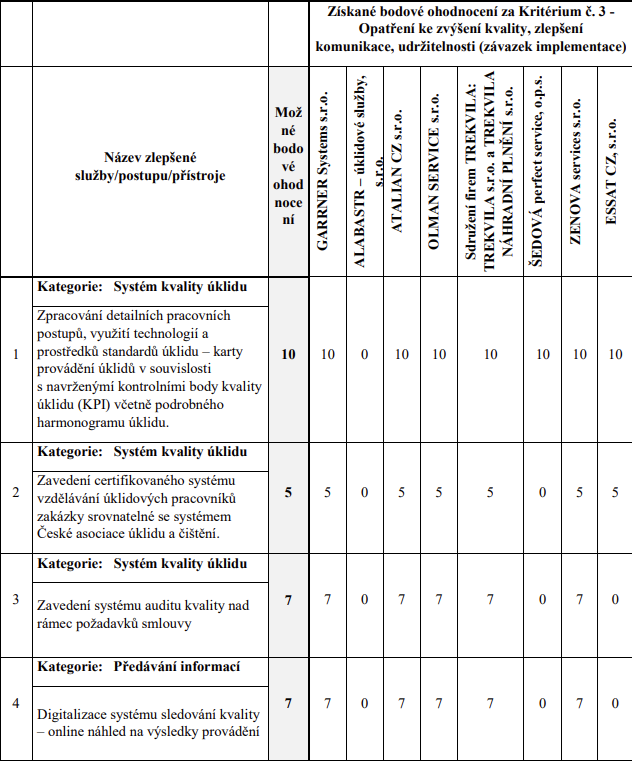 Získané bodové ohodnocení za Kritérium č. 3 -
Opatření ke zvýšení kvality, zlepšení
komunikace, udržitelnosti (závazek implementace)
Název zlepšené
služby/postupu/přístroje
Mož
né
bodo
vé
ohod
noce
ní
GARRNER Systems s.r.o.
ALABASTR – úklidové služby,
s.r.o.
ATALIAN CZ s.r.o.
OLMAN SERVICE s.r.o.
Sdružení firem TREKVILA:
TREKVILA s.r.o. a TREKVILA
NÁHRADNÍ PLNĚNÍ s.r.o.
ŠEDOVÁ perfect service, o.p.s.
ZENOVA services s.r.o.
ESSAT CZ, s.r.o.
Kategorie: Systém kvality úklidu
1
Zpracování detailních pracovních
postupů, využití technologií a
prostředků standardů úklidu – karty
provádění úklidů v souvislosti
s navrženými kontrolními body kvality
úklidu (KPI) včetně podrobného
harmonogramu úklidu.
10 10 0 10 10 10 10 10 10
Kategorie: Systém kvality úklidu
2
Zavedení certifikovaného systému
vzdělávání úklidových pracovníků
zakázky srovnatelné se systémem
České asociace úklidu a čištění.
5 5 0 5 5 5 0 5 5
Kategorie: Systém kvality úklidu
3
Zavedení systému auditu kvality nad
rámec požadavků smlouvy
7 7 0 7 7 7 0 7 0
Kategorie: Předávání informací
4
Digitalizace systému sledování kvality
– online náhled na výsledky provádění
7 7 0 7 7 7 0 7 0